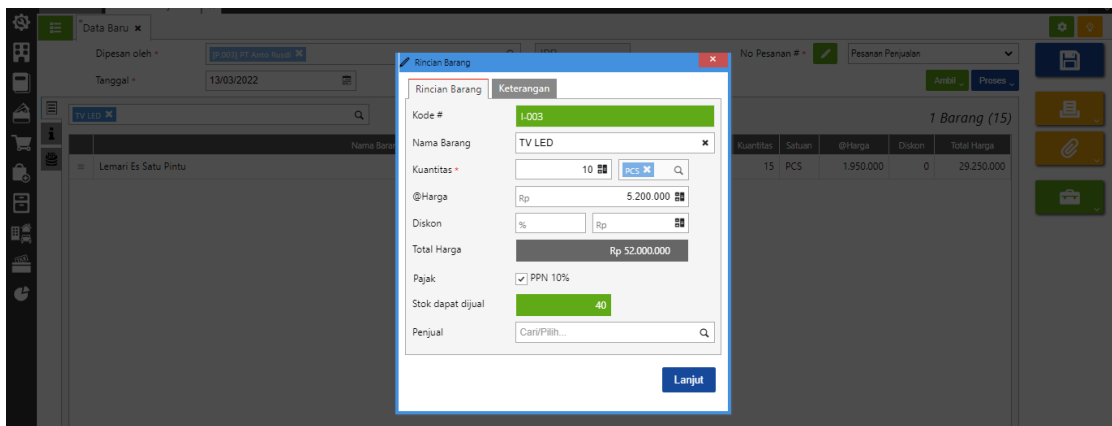 Data Baru ×
Dipesan oleh *
[P.003] PT Anno Rendi
IDR
No Pesanan # *
Pesanan Penjualan
Tanggal *
13/03/2022
Ambil
Proses
TV LED
1 Barang (15)
Nama Barang
Kuantitas
Satuan
@Harga
Diskon
Total Harga
Lemari Es Satu Pintu
15
PCS
1.950.000
0
29.250.000
Rincian Barang
Rincian Barang
Keterangan
Kode #
I-003
Nama Barang
TV LED
Kuantitas *
10
PCS
@Harga
Rp
5.200.000
Diskon
%
Rp
Total Harga
Rp 52.000.000
Pajak
PPN 10%
Stok dapat dijual
40
Penjual
Cari/Pilih...
Lanjut